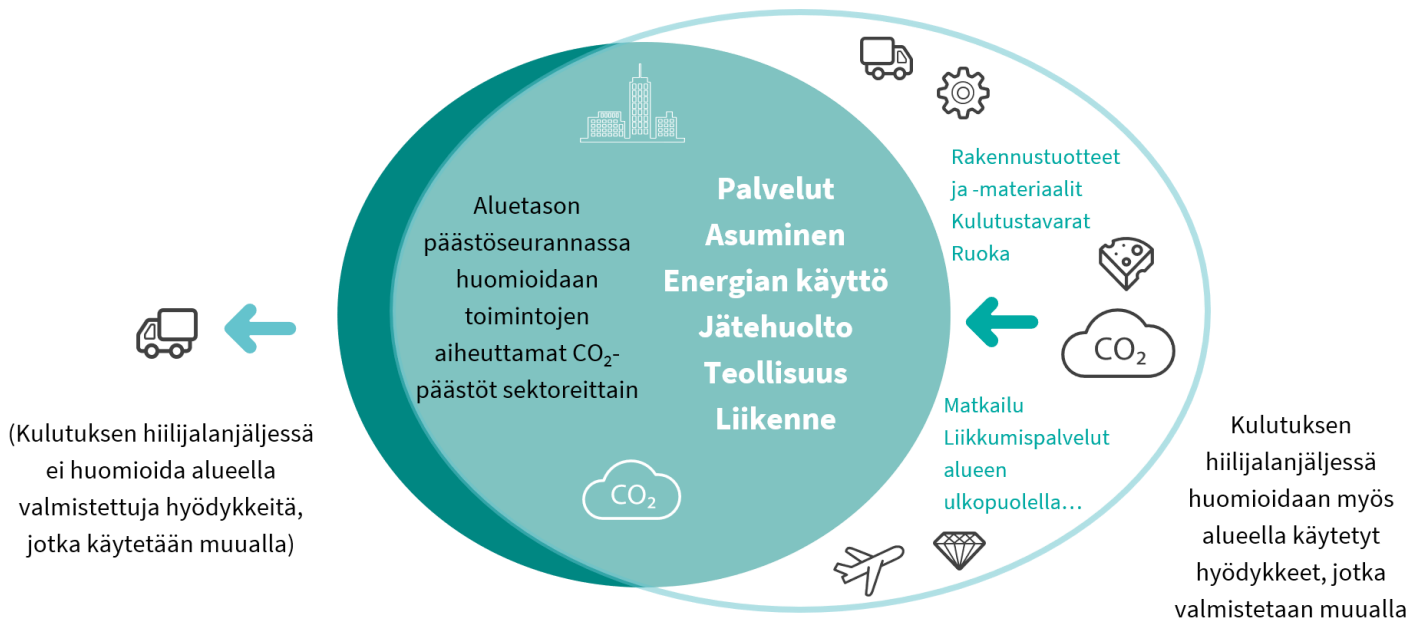 Aluetason
päästöseurannassa
huomioidaan
toimintojen
aiheuttamat CO₂-
päästöt sektoreittain
Palvelut
Asuminen
Energian käyttö
Jätehuolto
Teollisuus
Liikenne
CO₂
Rakennustuotteet
ja -materiaalit
Kulutustavarat
Ruoka
CO₂
Matkailu
Liikkumispalvelut
alueen
ulkopuolella…
(Kulutuksen hiilijalanjäljessä
ei huomioida alueella
valmistettuja hyödykkeitä,
jotka käytetään muualla)
Kulutuksen
hiilijalanjäljessä
huomioidaan myös
alueella käytetyt
hyödykkeet, jotka
valmistetaan muualla